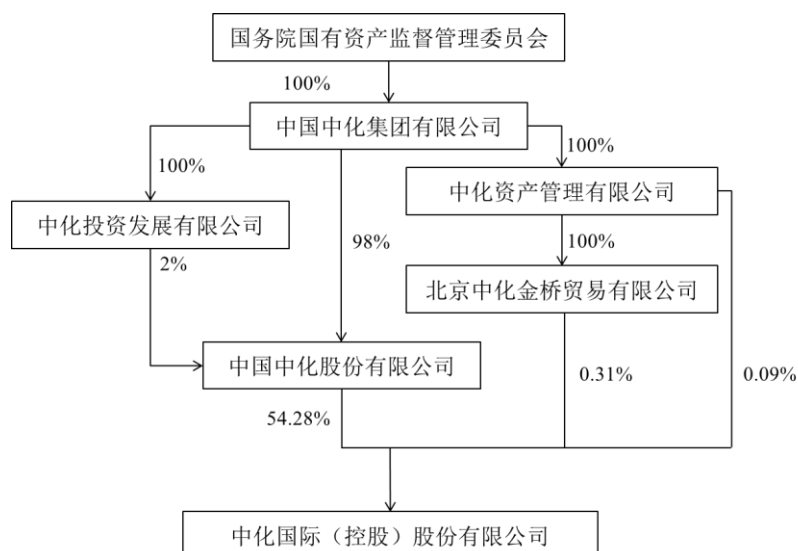 国务院国有资产监督管理委员会
100%
中国中化集团有限公司
100%
100%
中化资产管理有限公司
中化投资发展有限公司
98%
100%
2%
北京中化金桥贸易有限公司
中国中化股份有限公司
0.31%
0.09%
54.28%
中化国际（控股）股份有限公司